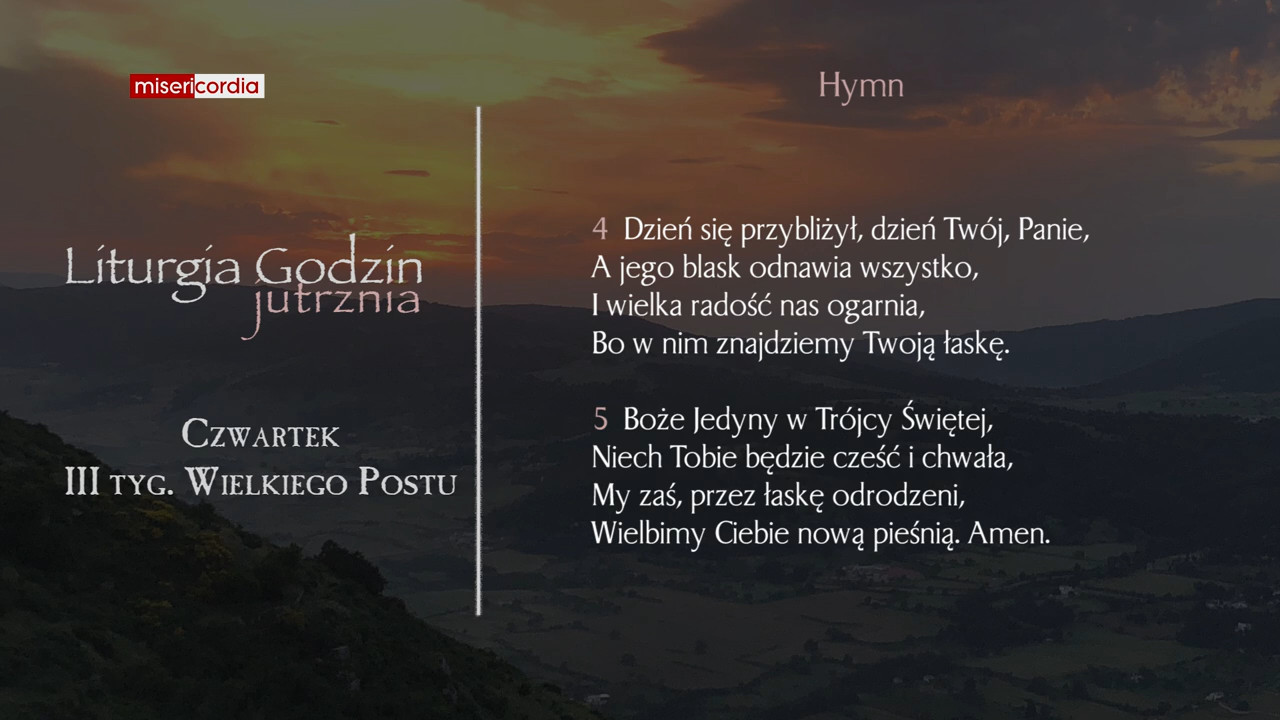 misericordia
Liturgia Godzin
jutrznia
Czwartek
III tyg. Wielkiego Postu
Hymn
4 Dzień się przybliżył, dzień Twój, Panie,
A jego blask odnawia wszystko,
I wielka radość nas ogarnia,
Bo w nim znajdziemy Twoją łaskę.
5 Boże Jedyny w Trójcy Świętej,
Niech Tobie będzie cześć i chwała,
My zaś, przez łaskę odrodzeni,
Wielbimy Ciebie nową pieśnią. Amen.